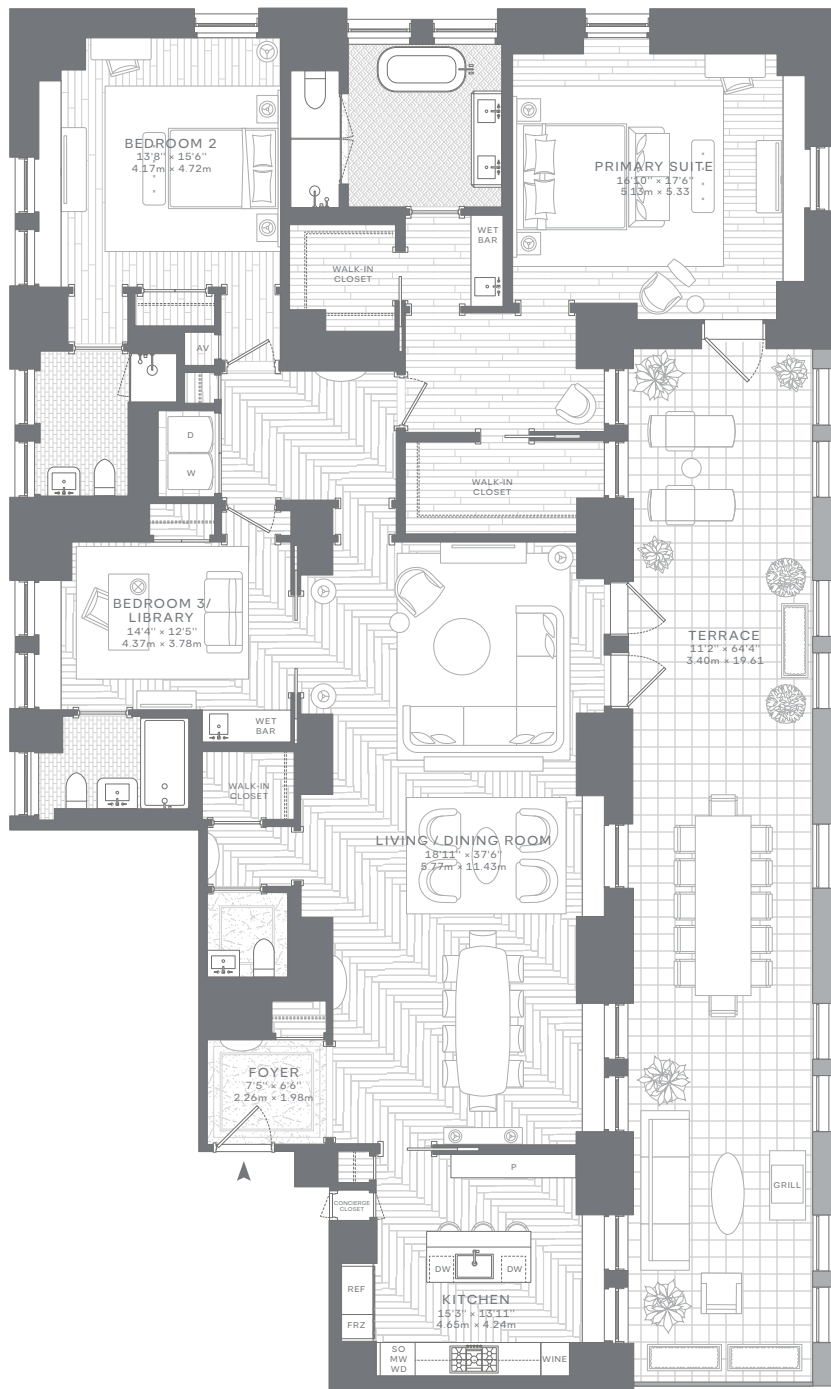 BEDROOM 2
13'8" × 15'6"
4.17m × 4.72m
PRIMARY SUITE
16'10" × 17'6"
5.13m × 5.33
WET
BAR
WALK-IN
CLOSET
AV
D
W
WALK-IN
CLOSET
BEDROOM 3/
LIBRARY
14'4" × 12'5"
4.37m × 3.78m
TERRACE
11'2" × 64'4"
3.40m × 19.61
WET
BAR
WALK-IN
CLOSET
LIVING / DINING ROOM
18'11" × 37'6"
5.77m × 11.43m
FOYER
7'5" × 6'6"
2.26m × 1.98m
P
GRILL
CONCIERGE
CLOSET
DW
DW
REF
KITCHEN
15'3" × 13'11"
4.65m × 4.24m
FRZ
SO
MW
WD
WINE